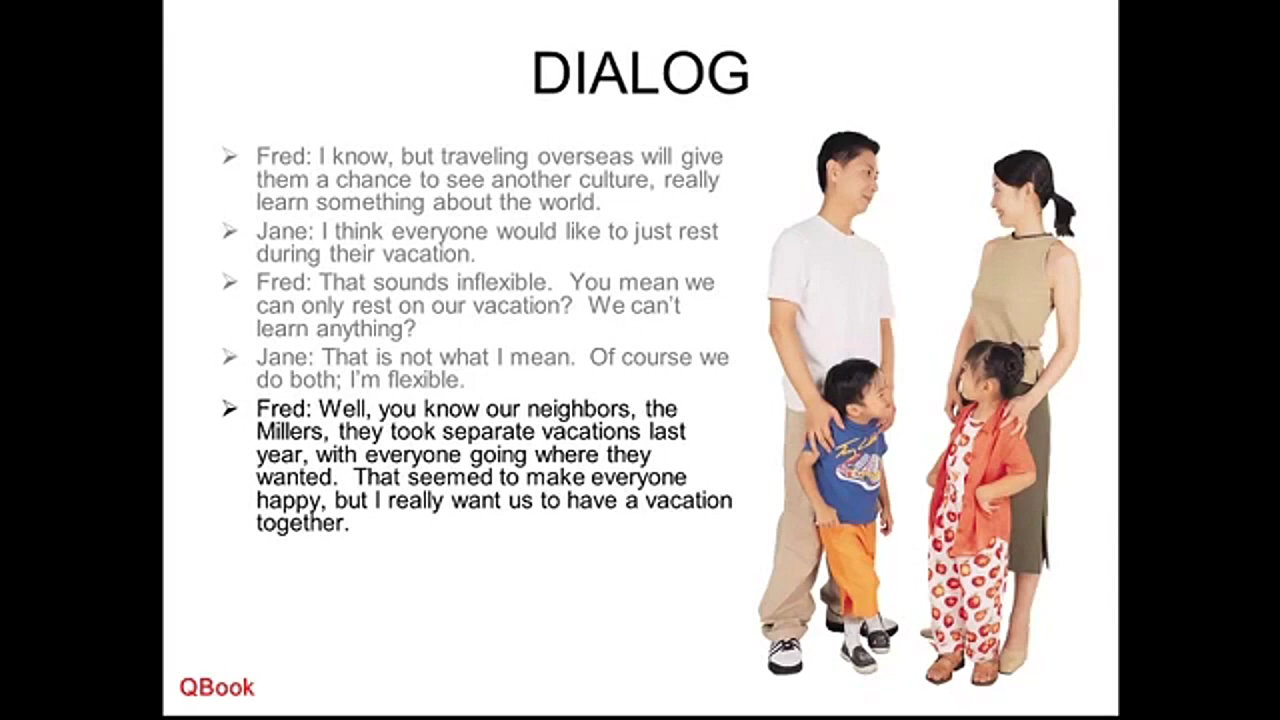 DIALOG
Fred: I know, but traveling overseas will give
them a chance to see another culture, really
learn something about the world.
Jane: I think everyone would like to just rest
during their vacation.
Fred: That sounds inflexible.  You mean we
can only rest on our vacation?  We can't
learn anything?
Jane: That is not what I mean.  Of course we
do both; I'm flexible.
Fred: Well, you know our neighbors, the
Millers, they took separate vacations last
year, with everyone going where they
wanted.  That seemed to make everyone
happy, but I really want us to have a vacation
together.
QBook